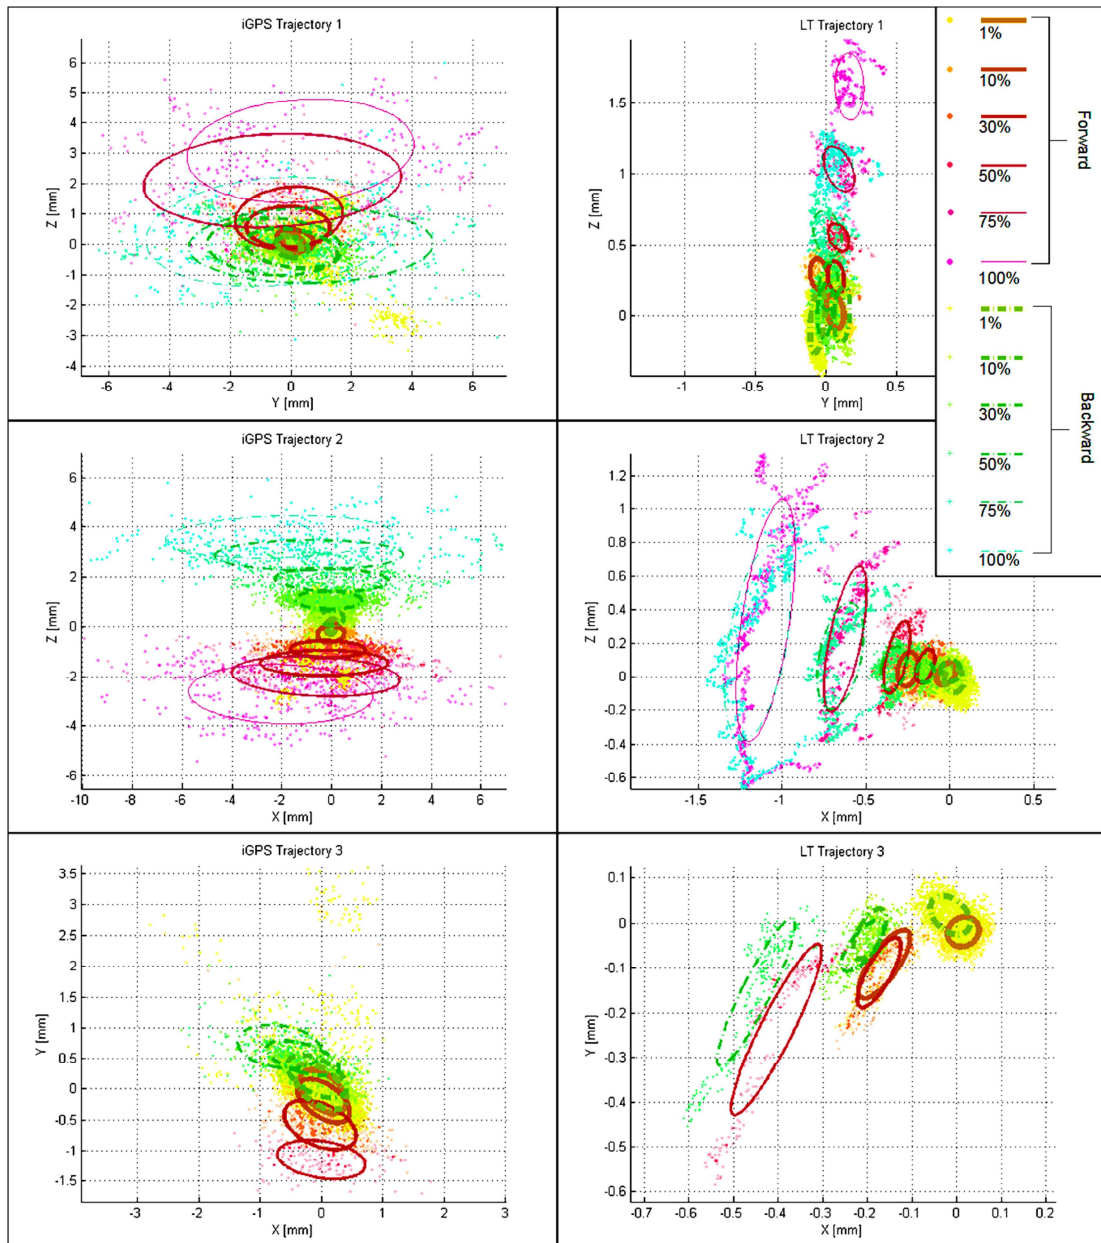 iGPS Trajectory 1
6
5
4
3
2
1
0
-1
-2
-3
-4
Z [mm]
-6 -4 -2 0 2 4 6
Y [mm]
LT Trajectory 1
1.5
1
0.5
0
Z [mm]
-1 -0.5 0 0.5
Y [mm]
1%
10%
30%
50%
75%
100%
Forward
1%
10%
30%
50%
75%
100%
Backward
iGPS Trajectory 2
6
4
2
0
-2
-4
-6
Z [mm]
-10 -8 -6 -4 -2 0 2 4 6
X [mm]
LT Trajectory 2
1.2
1
0.8
0.6
0.4
0.2
0
-0.2
-0.4
-0.6
Z [mm]
-1.5 -1 -0.5 0 0.5
X [mm]
iGPS Trajectory 3
3.5
3
2.5
2
1.5
1
0.5
0
-0.5
-1
-1.5
Y [mm]
-3 -2 -1 0 1 2 3
X [mm]
LT Trajectory 3
0.1
0
-0.1
-0.2
-0.3
-0.4
-0.5
-0.6
Y [mm]
-0.7 -0.6 -0.5 -0.4 -0.3 -0.2 -0.1 0 0.1 0.2
X [mm]